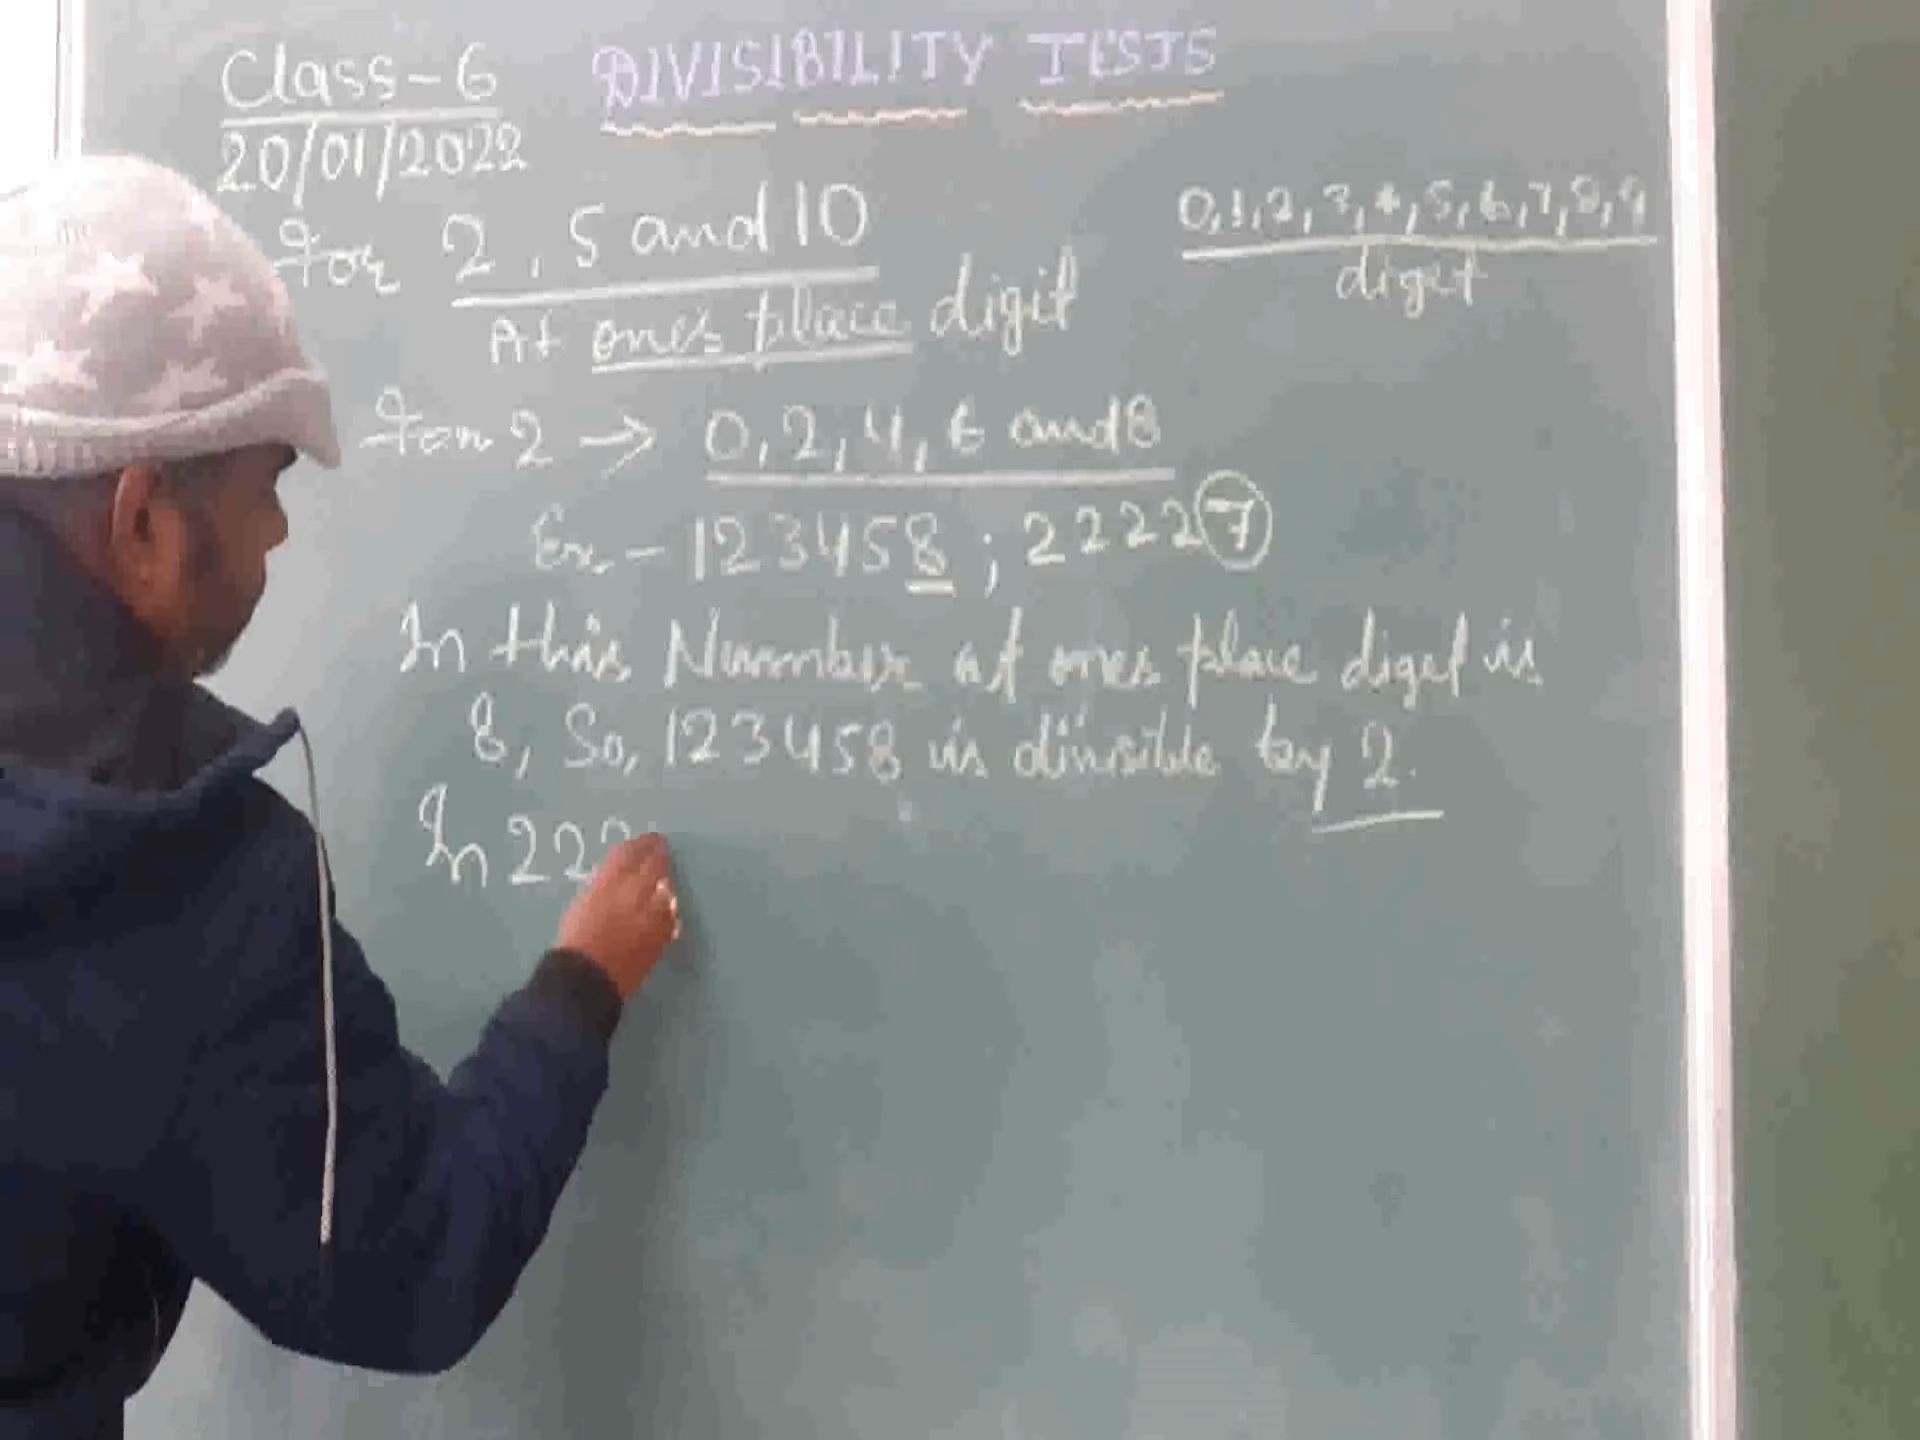 Class-6 DIVISIBILITY TESTS
20/01/2022
For 2, 5 and 10
0,1,2,3,4,5,6,7,8,9
digit
At ones place digit
For 2 → 0,2,4,6 and 8
Ex.- 123458 ; 22227
In this Number at ones place digit is
8, So, 123458 is divisible by 2.
In 222